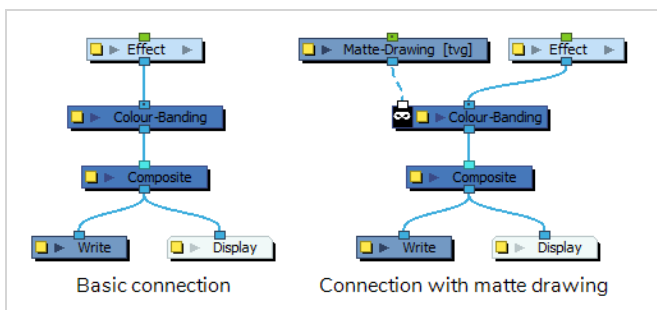 Effect
Matte-Drawing [tvg]
Effect
Colour-Banding
Colour-Banding
Composite
Composite
Write
Display
Write
Display
Basic connection
Connection with matte drawing